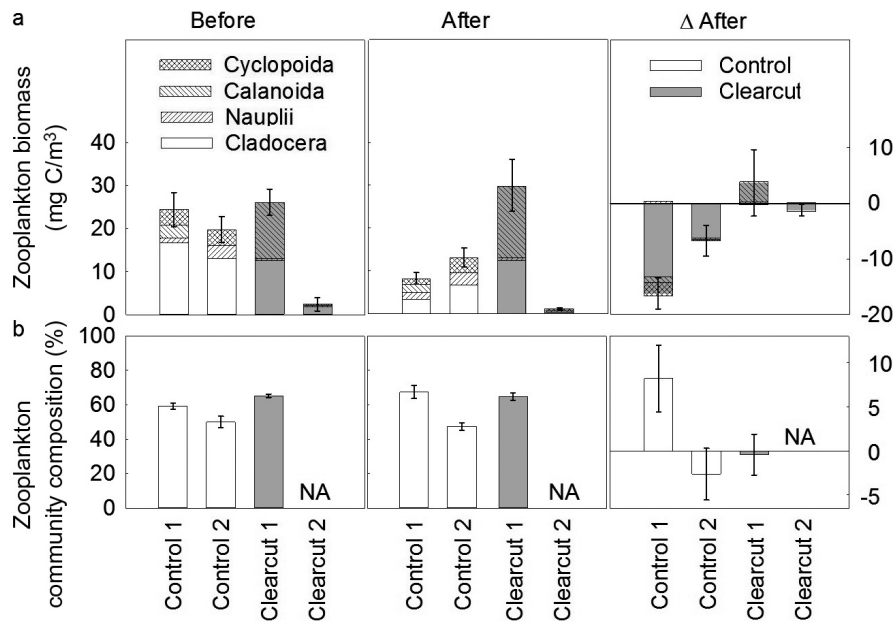 a
Before
After
Δ After
Zooplankton biomass
(mg C/m³)
40
30
20
10
0
Cyclopoida
Calanoida
Nauplii
Cladocera
Control
Clearcut
10
0
-10
-20
b
Zooplankton
community composition (%)
100
80
60
40
20
0
NA
NA
NA
10
5
0
-5
Control 1
Control 2
Clearcut 1
Clearcut 2
Control 1
Control 2
Clearcut 1
Clearcut 2
Control 1
Control 2
Clearcut 1
Clearcut 2